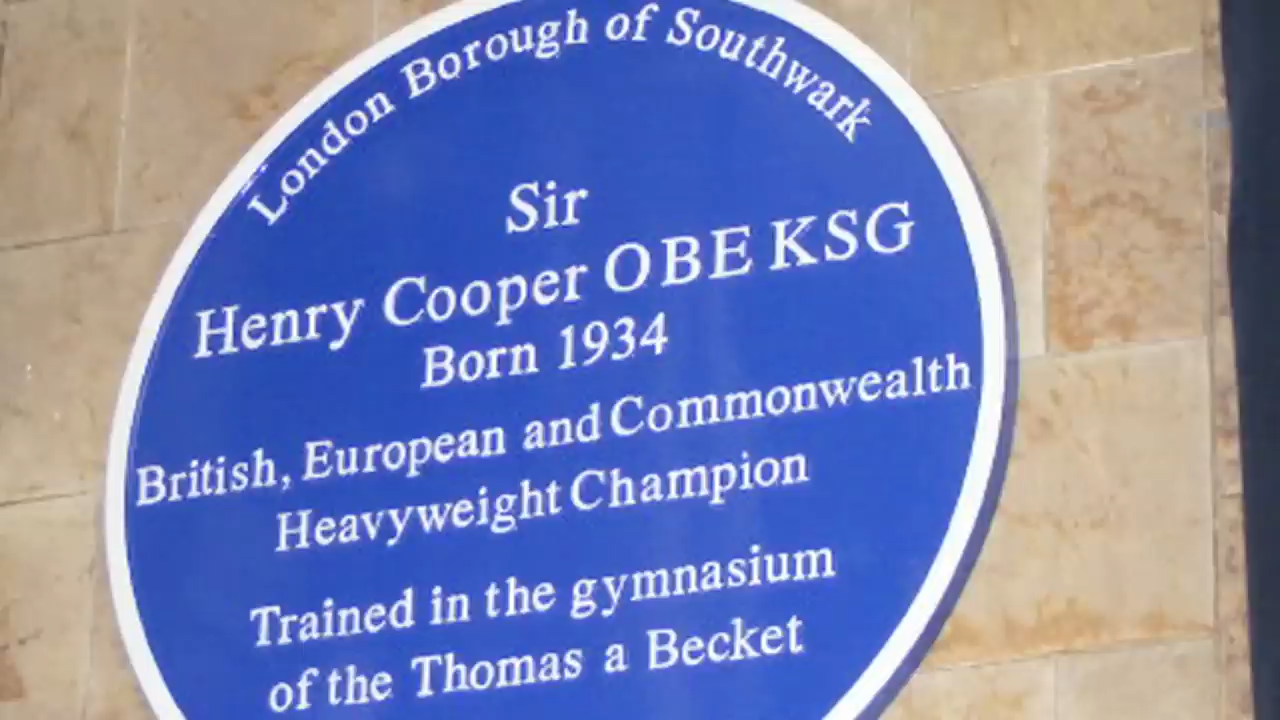 London Borough of Southwark
Sir
Henry Cooper OBE KSG
Born 1934
British, European and Commonwealth
Heavyweight Champion
Trained in the gymnasium
of the Thomas a Becket